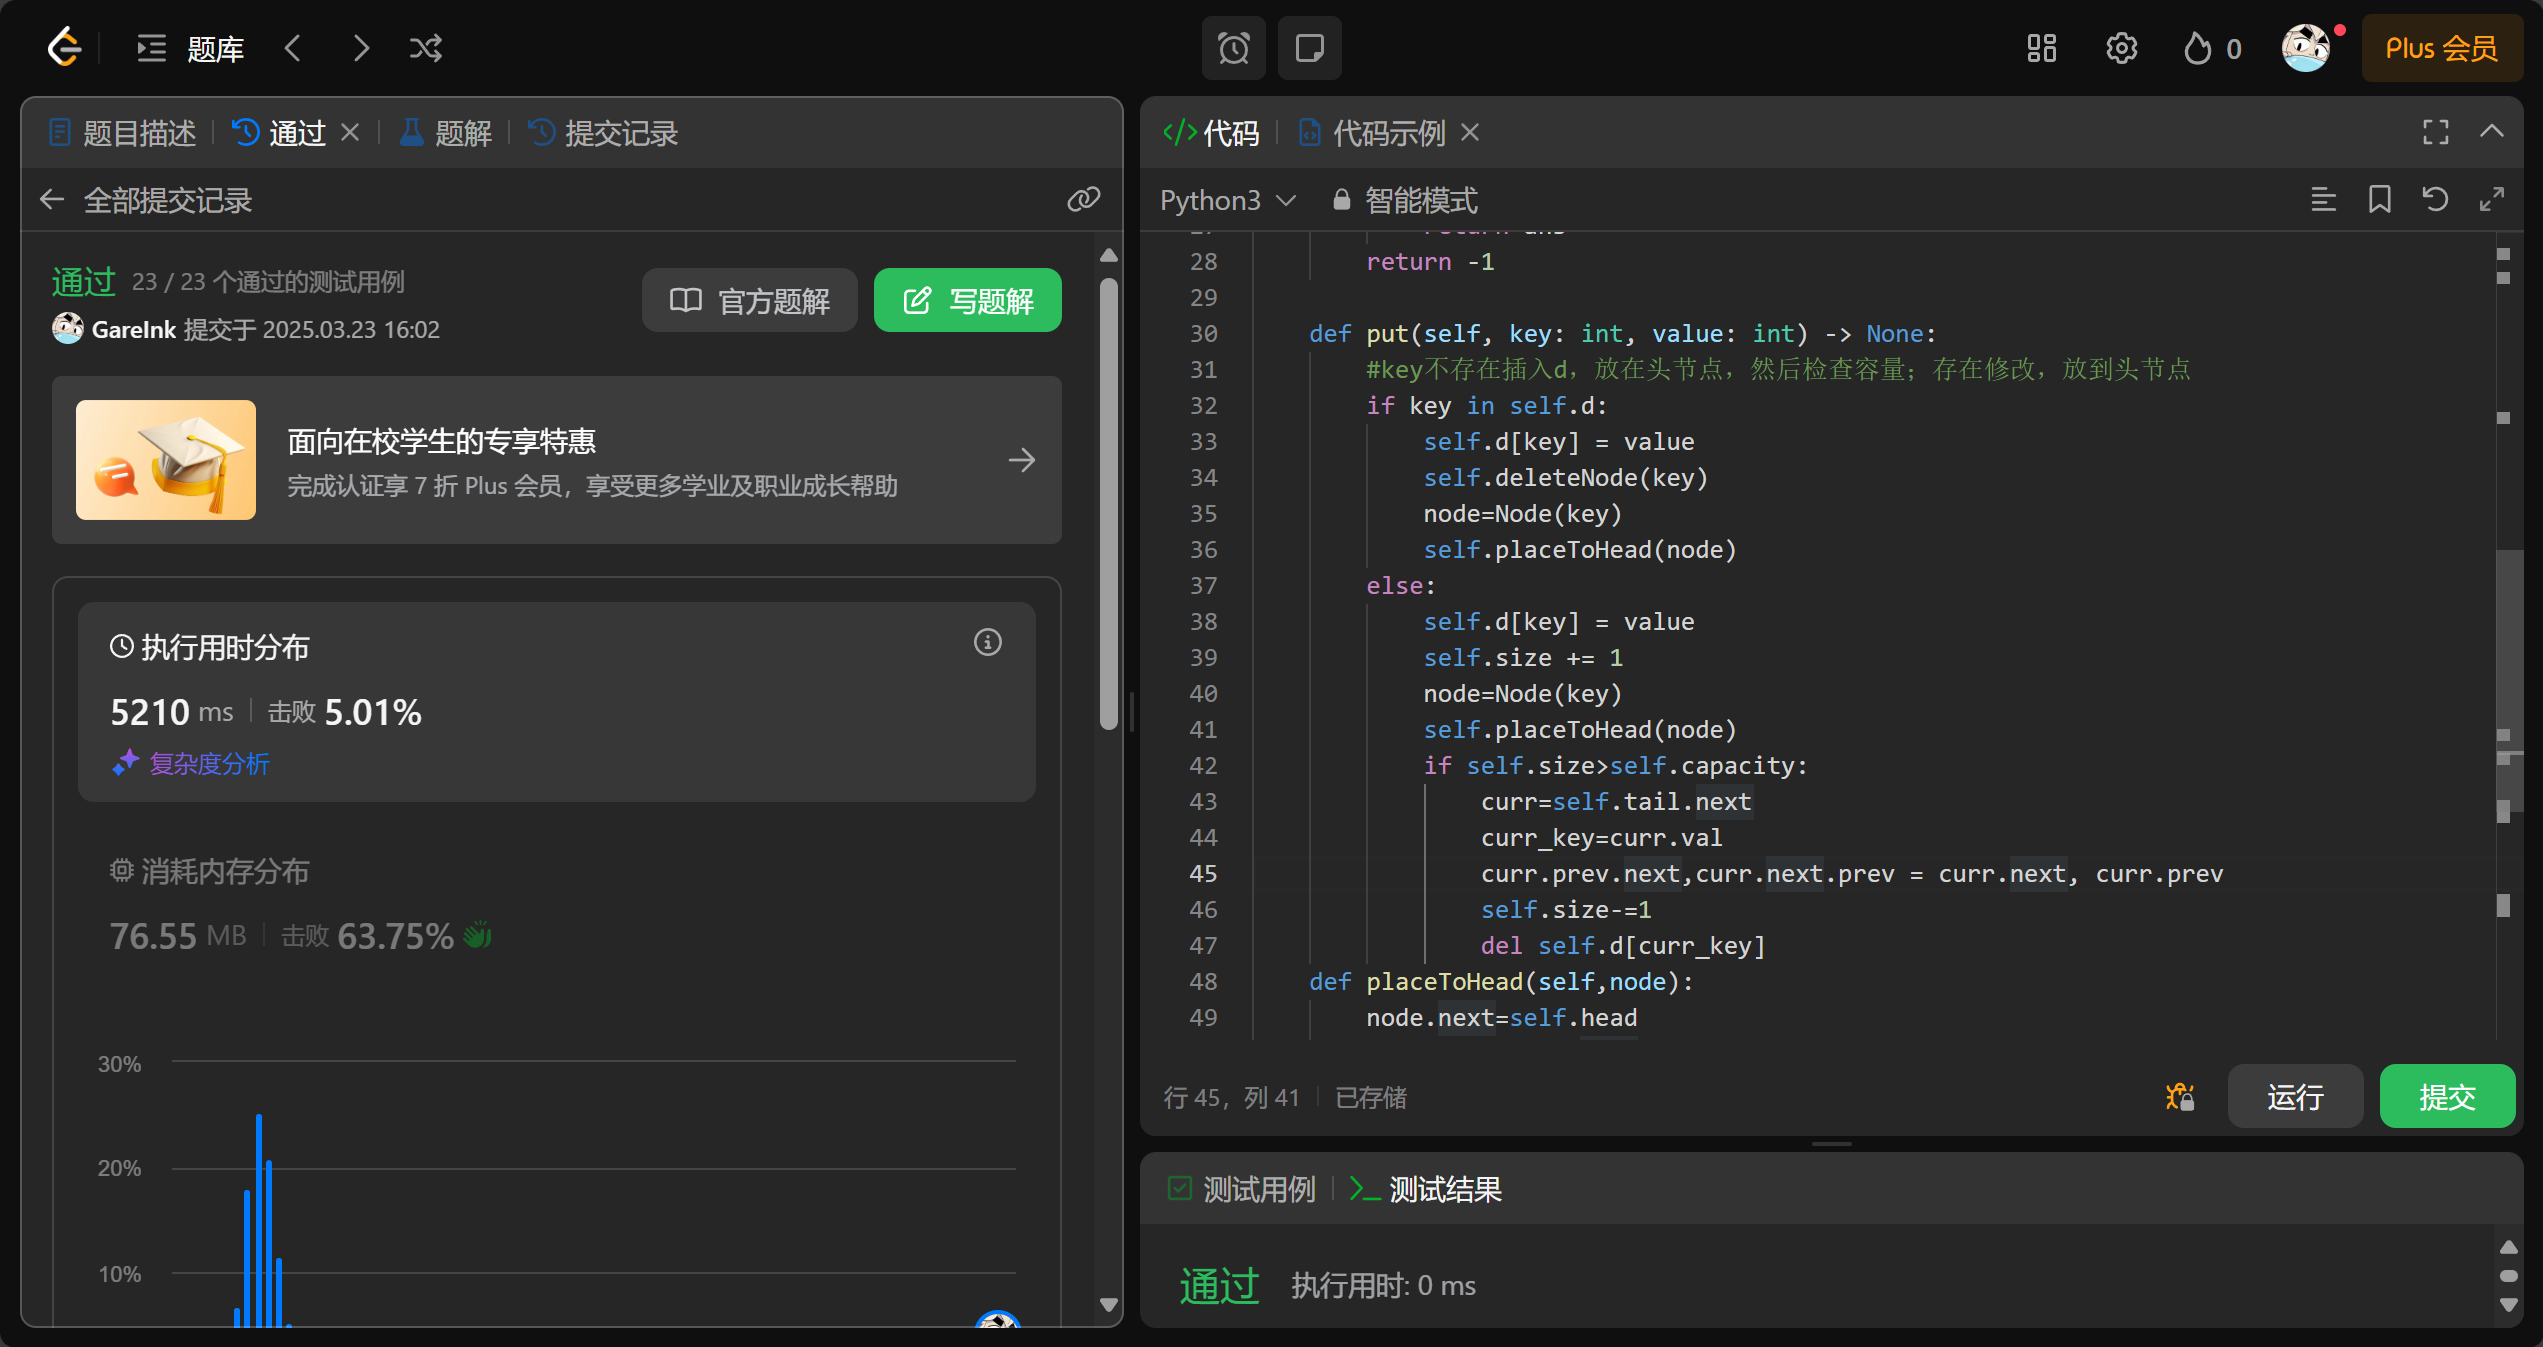 题库
0
Plus 会员
题目描述
通过
题解
提交记录
全部提交记录
通过 23 / 23 个通过的测试用例
GareInk 提交于 2025.03.23 16:02
官方题解
写题解
面向在校学生的专享特惠
完成认证享 7 折 Plus 会员，享受更多学业及职业成长帮助
执行用时分布
5210 ms 击败 5.01%
复杂度分析
消耗内存分布
76.55 MB 击败 63.75%
30%
20%
10%
代码
代码示例
Python3
智能模式
28 return -1
29
30 def put(self, key: int, value: int) -> None:
31 #key不存在插入d，放在头节点，然后检查容量；存在修改，放到头节点
32 if key in self.d:
33 self.d[key] = value
34 self.deleteNode(key)
35 node=Node(key)
36 self.placeToHead(node)
37 else:
38 self.d[key] = value
39 self.size += 1
40 node=Node(key)
41 self.placeToHead(node)
42 if self.size>self.capacity:
43 curr=self.tail.next
44 curr_key=curr.val
45 curr.prev.next,curr.next.prev = curr.next, curr.prev
46 self.size-=1
47 del self.d[curr_key]
48 def placeToHead(self,node):
49 node.next=self.head
行 45，列 41 已存储
运行
提交
测试用例
测试结果
通过 执行用时: 0 ms